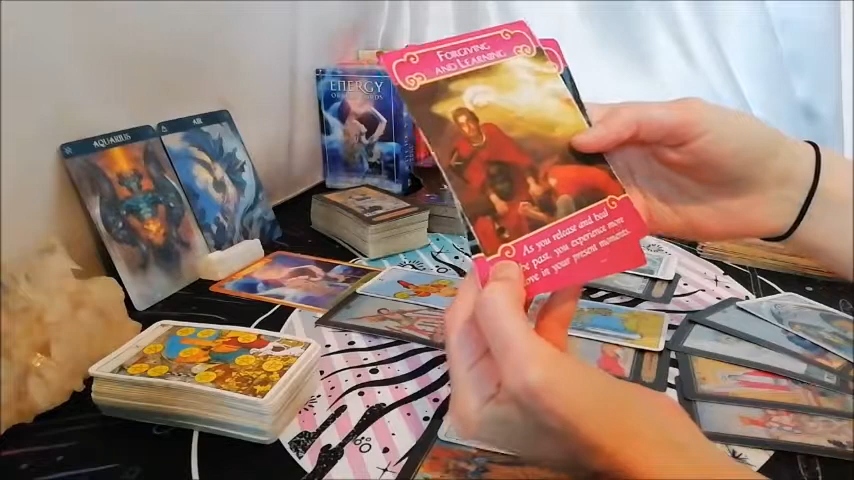 FORGIVING
AND LEARNING
As you release and heal
the past, you experience
love in your present moments.
ENERGY
AQUARIUS
AIR